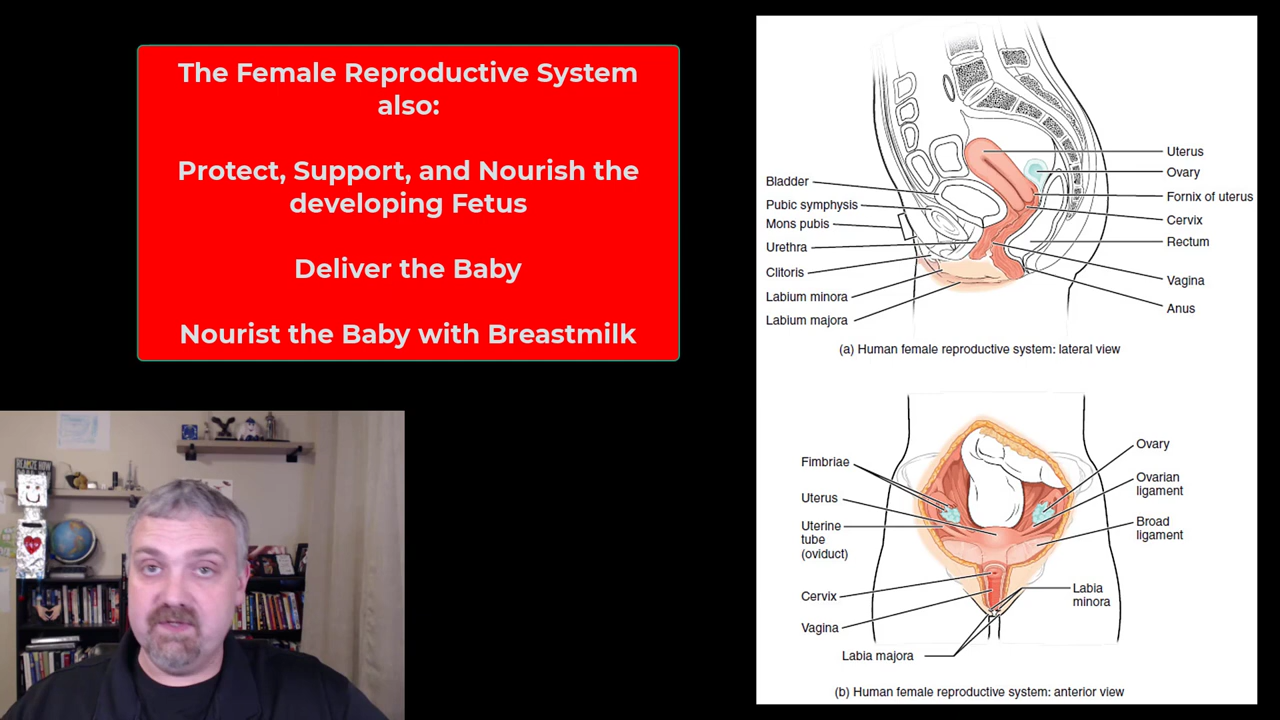 The Female Reproductive System
also:
Protect, Support, and Nourish the
developing Fetus
Deliver the Baby
Nourist the Baby with Breastmilk
Bladder
Pubic symphysis
Mons pubis
Urethra
Clitoris
Labium minora
Labium majora
Uterus
Ovary
Fornix of uterus
Cervix
Rectum
Vagina
Anus
(a) Human female reproductive system: lateral view
Fimbriae
Uterus
Uterine
tube
(oviduct)
Cervix
Vagina
Labia majora
Ovary
Ovarian
ligament
Broad
ligament
Labia
minora
(b) Human female reproductive system: anterior view